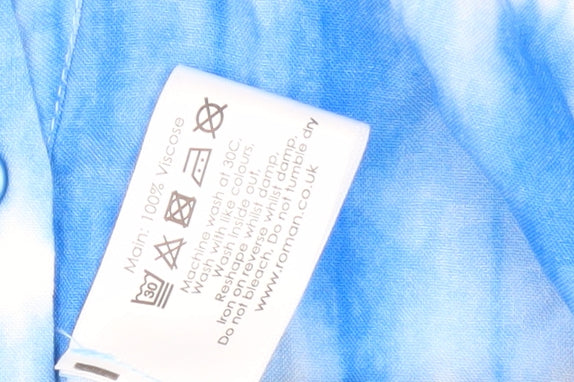 Main: 100% Viscose
30
Machine wash at 30C.
Wash with like colours.
Wash inside out.
Reshape whilst damp.
Iron on reverse whilst damp.
Do not bleach. Do not tumble dry
www.roman.co.uk